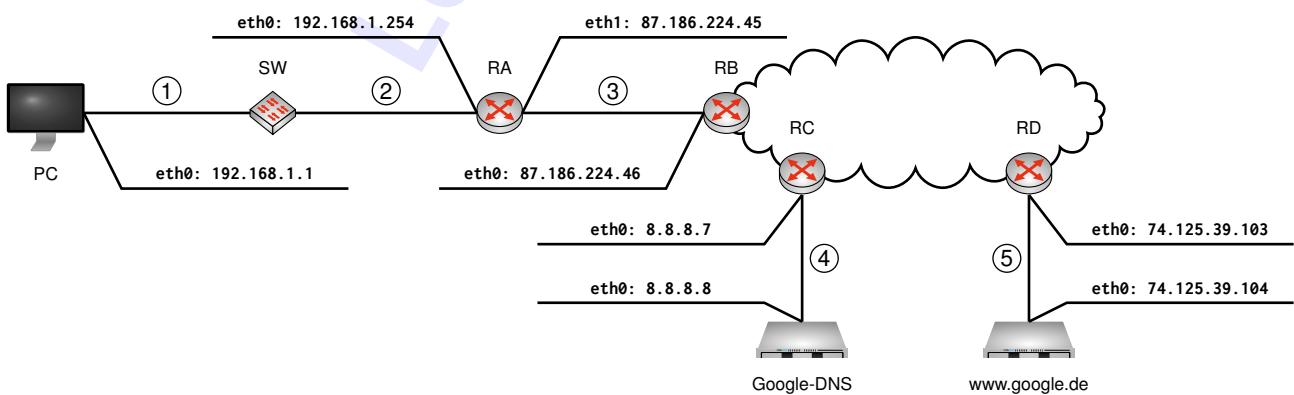 eth0: 192.168.1.254
eth1: 87.186.224.45
SW
RA
RB
1
2
3
PC
eth0: 192.168.1.1
eth0: 87.186.224.46
RC
RD
eth0: 8.8.8.7
eth0: 74.125.39.103
4
5
eth0: 8.8.8.8
eth0: 74.125.39.104
Google-DNS
www.google.de